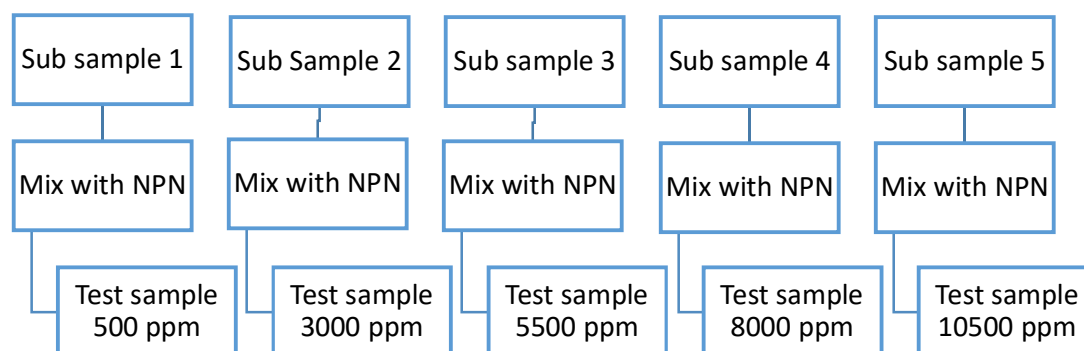 Sub sample 1
Sub Sample 2
Sub sample 3
Sub sample 4
Sub sample 5
Mix with NPN
Mix with NPN
Mix with NPN
Mix with NPN
Mix with NPN
Test sample
500 ppm
Test sample
3000 ppm
Test sample
5500 ppm
Test sample
8000 ppm
Test sample
10500 ppm